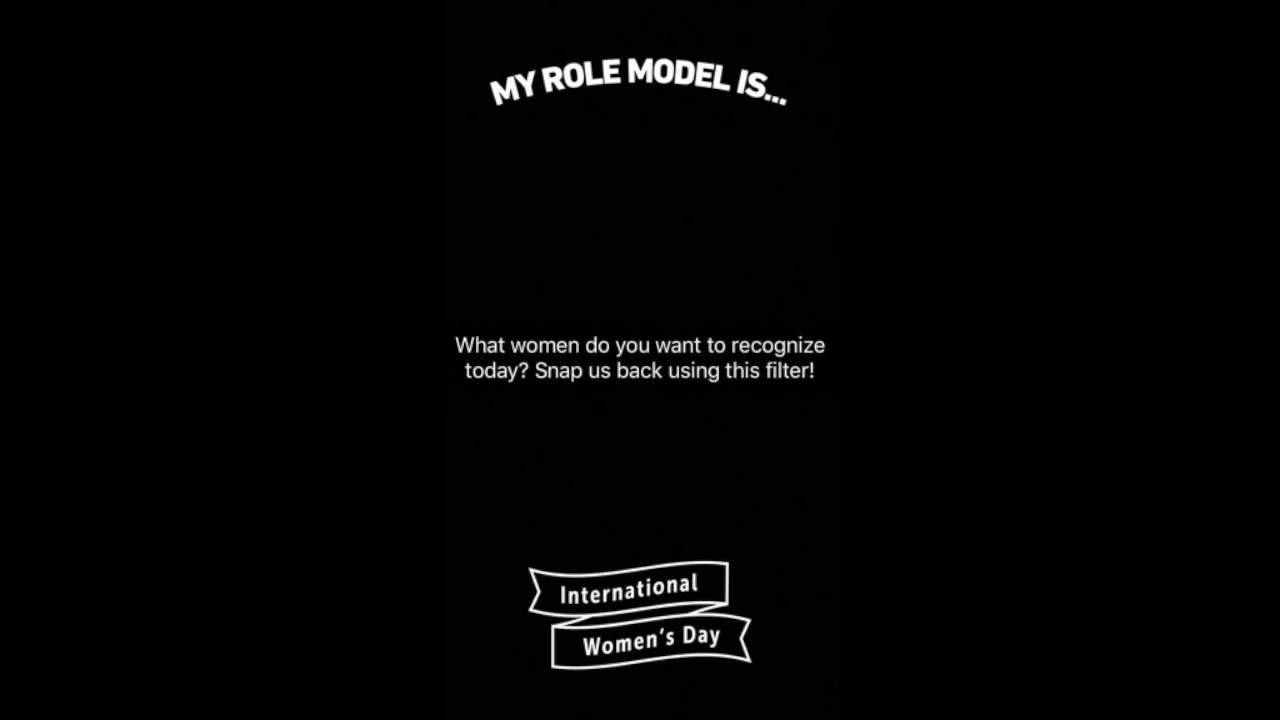 MY ROLE MODEL IS...
What women do you want to recognize
today? Snap us back using this filter!
International
Women's Day